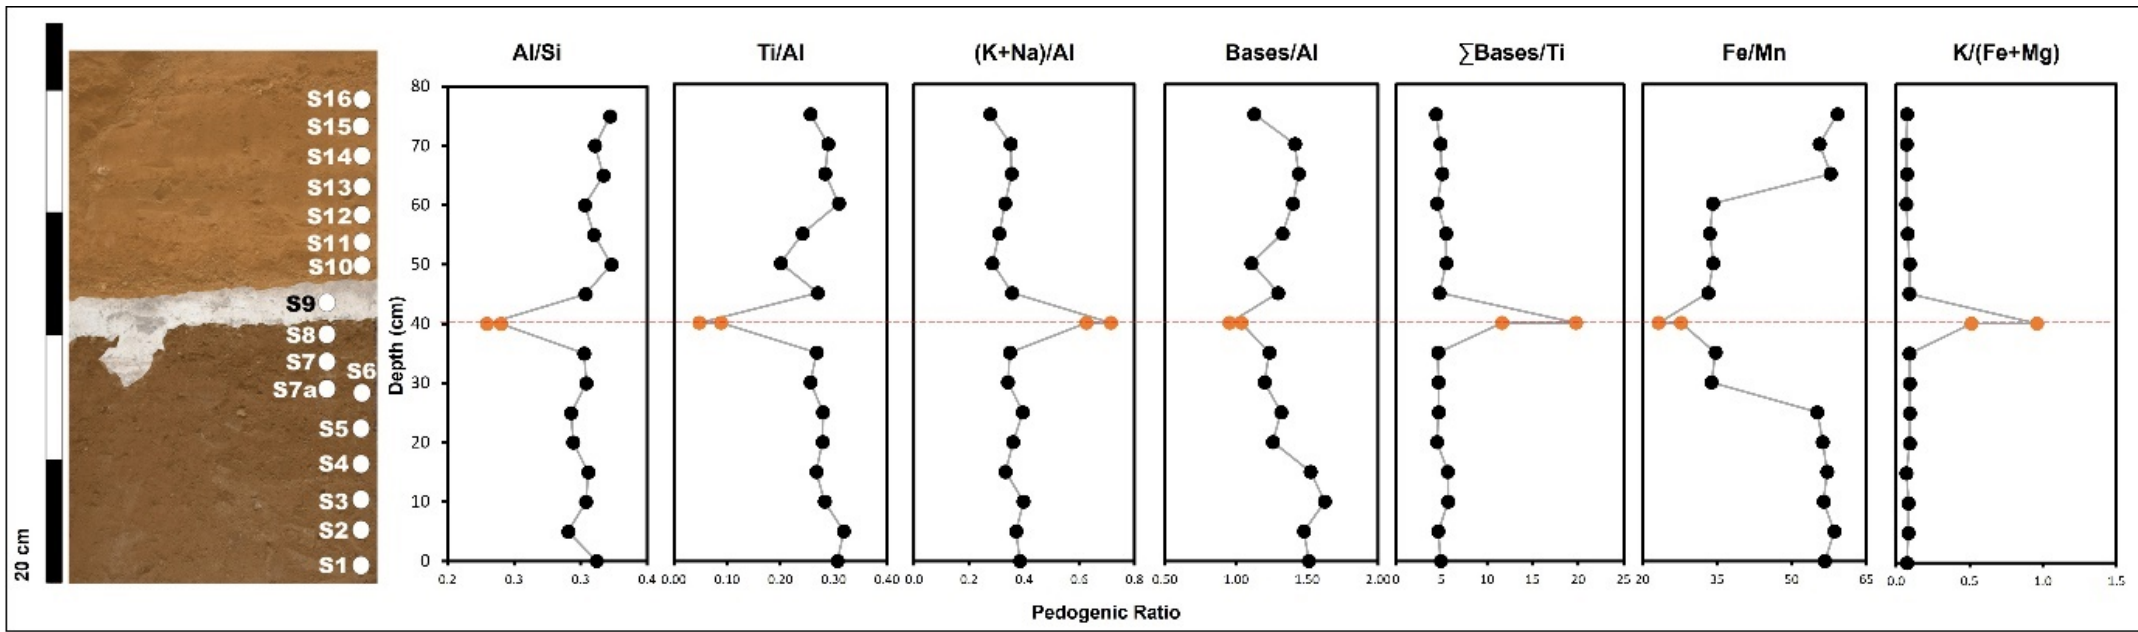 Al/Si Ti/Al (K+Na)/Al Bases/Al ∑Bases/Ti Fe/Mn K/(Fe+Mg)
80
S16
S15
70
S14
S13
60
S12
S11
50
S10
S9
Depth (cm)
40
S8
S7
S6
S7a
30
S5
20
S4
S3
10
S2
S1
0
20 cm
0.2 0.3 0.3 0.4 0.00 0.10 0.20 0.30 0.40 0.0 0.2 0.4 0.6 0.8 0.50 1.00 1.50 2.00 0 5 10 15 20 25 20 35 50 65 0.0 0.5 1.0 1.5
Pedogenic Ratio